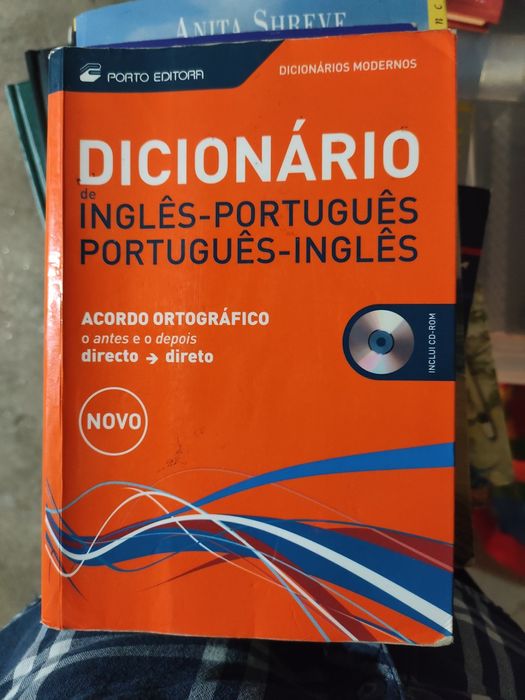 ANITA SHREVE
PORTO EDITORA
DICIONÁRIOS MODERNOS
DICIONÁRIO
de
INGLÊS-PORTUGUÊS
PORTUGUÊS-INGLÊS
ACORDO ORTOGRÁFICO
o antes e o depois
directo → direto
INCLUI CD-ROM
NOVO